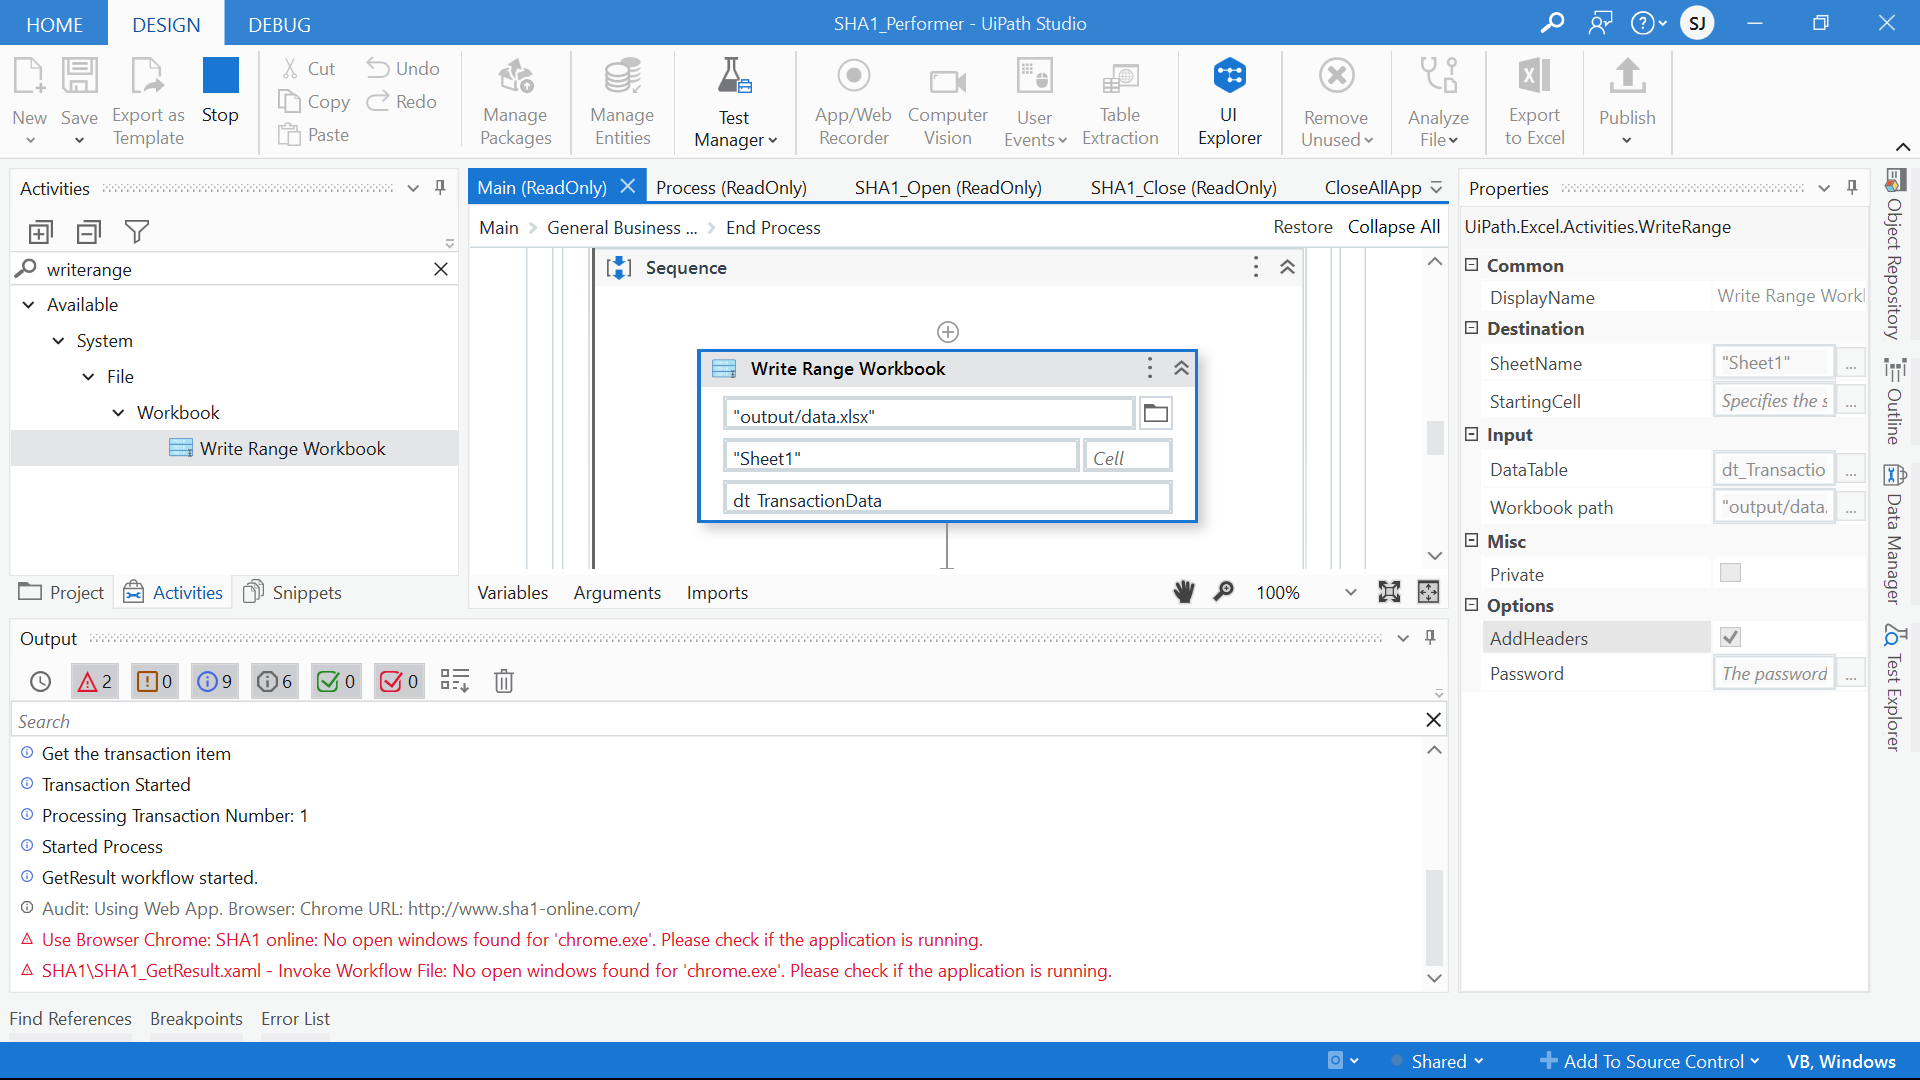 HOME DESIGN DEBUG SHA1_Performer - UiPath Studio SJ
New Save Export as Template Stop
Cut Copy Paste Undo Redo
Manage Packages
Manage Entities
Test Manager
App/Web Recorder
Computer Vision
User Events
Table Extraction
UI Explorer
Remove Unused
Analyze File
Export to Excel
Publish
Activities
writerange
Available
System
File
Workbook
Write Range Workbook
Project Activities Snippets
Main (ReadOnly) Process (ReadOnly) SHA1_Open (ReadOnly) SHA1_Close (ReadOnly) CloseAllApp
Main General Business ... End Process Restore Collapse All
Sequence
Write Range Workbook
"output/data.xlsx"
"Sheet1" Cell
dt_TransactionData
Variables Arguments Imports 100%
Properties
UiPath.Excel.Activities.WriteRange
Common
DisplayName Write Range Work
Destination
SheetName "Sheet1" ...
StartingCell Specifies the s ...
Input
DataTable dt_Transactio ...
Workbook path "output/data. ...
Misc
Private
Options
AddHeaders
Password The password ...
Object Repository
Outline
Data Manager
Test Explorer
Output
2 0 9 6 0 0
Search
Get the transaction item
Transaction Started
Processing Transaction Number: 1
Started Process
GetResult workflow started.
Audit: Using Web App. Browser: Chrome URL: http://www.sha1-online.com/
Use Browser Chrome: SHA1 online: No open windows found for 'chrome.exe'. Please check if the application is running.
SHA1\SHA1_GetResult.xaml - Invoke Workflow File: No open windows found for 'chrome.exe'. Please check if the application is running.
Find References Breakpoints Error List
Shared Add To Source Control VB, Windows